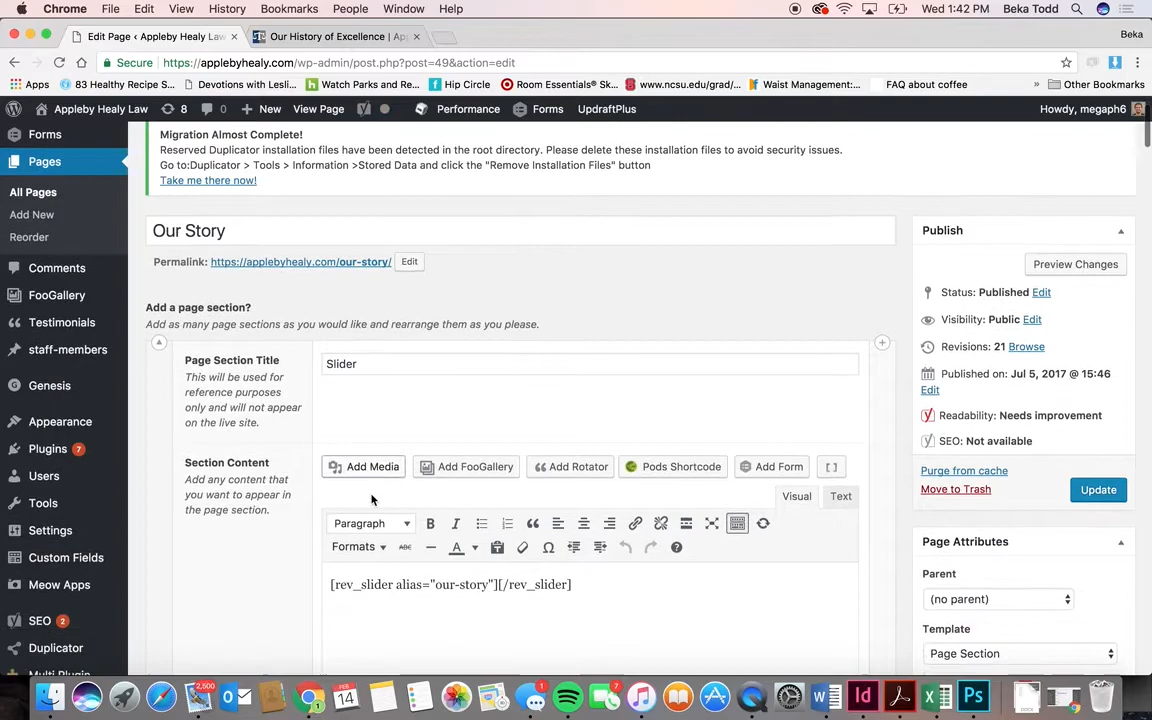 Chrome File Edit View History Bookmarks People Window Help Wed 1:42 PM Beka Todd
Edit Page ‹ Appleby Healy Law Our History of Excellence | App Beka
Secure https://applebyhealy.com/wp-admin/post.php?post=49&action=edit
Apps 83 Healthy Recipe S... Devotions with Lesli... Watch Parks and Re... Hip Circle Room Essentials® Sk... www.ncsu.edu/grad/... Waist Management:... FAQ about coffee » Other Bookmarks
Appleby Healy Law 8 0 New View Page Performance Forms UpdraftPlus Howdy, megaph6
Forms
Pages
All Pages
Add New
Reorder
Comments
FooGallery
Testimonials
staff-members
Genesis
Appearance
Plugins 7
Users
Tools
Settings
Custom Fields
Meow Apps
SEO 2
Duplicator
Multi Plugin
Migration Almost Complete!
Reserved Duplicator installation files have been detected in the root directory. Please delete these installation files to avoid security issues.
Go to:Duplicator > Tools > Information >Stored Data and click the "Remove Installation Files" button
Take me there now!
Our Story
Permalink: https://applebyhealy.com/our-story/ Edit
Add a page section?
Add as many page sections as you would like and rearrange them as you please.
Page Section Title
This will be used for
reference purposes
only and will not appear
on the live site.
Slider
Section Content
Add any content that
you want to appear in
the page section.
Add Media Add FooGallery Add Rotator Pods Shortcode Add Form [ ]
Visual Text
Paragraph B I
Formats ABC A
[rev_slider alias="our-story"][/rev_slider]
Publish
Preview Changes
Status: Published Edit
Visibility: Public Edit
Revisions: 21 Browse
Published on: Jul 5, 2017 @ 15:46
Edit
Readability: Needs improvement
SEO: Not available
Purge from cache
Move to Trash Update
Page Attributes
Parent
(no parent)
Template
Page Section
2,500 FEB 14 1 7 Id Ps